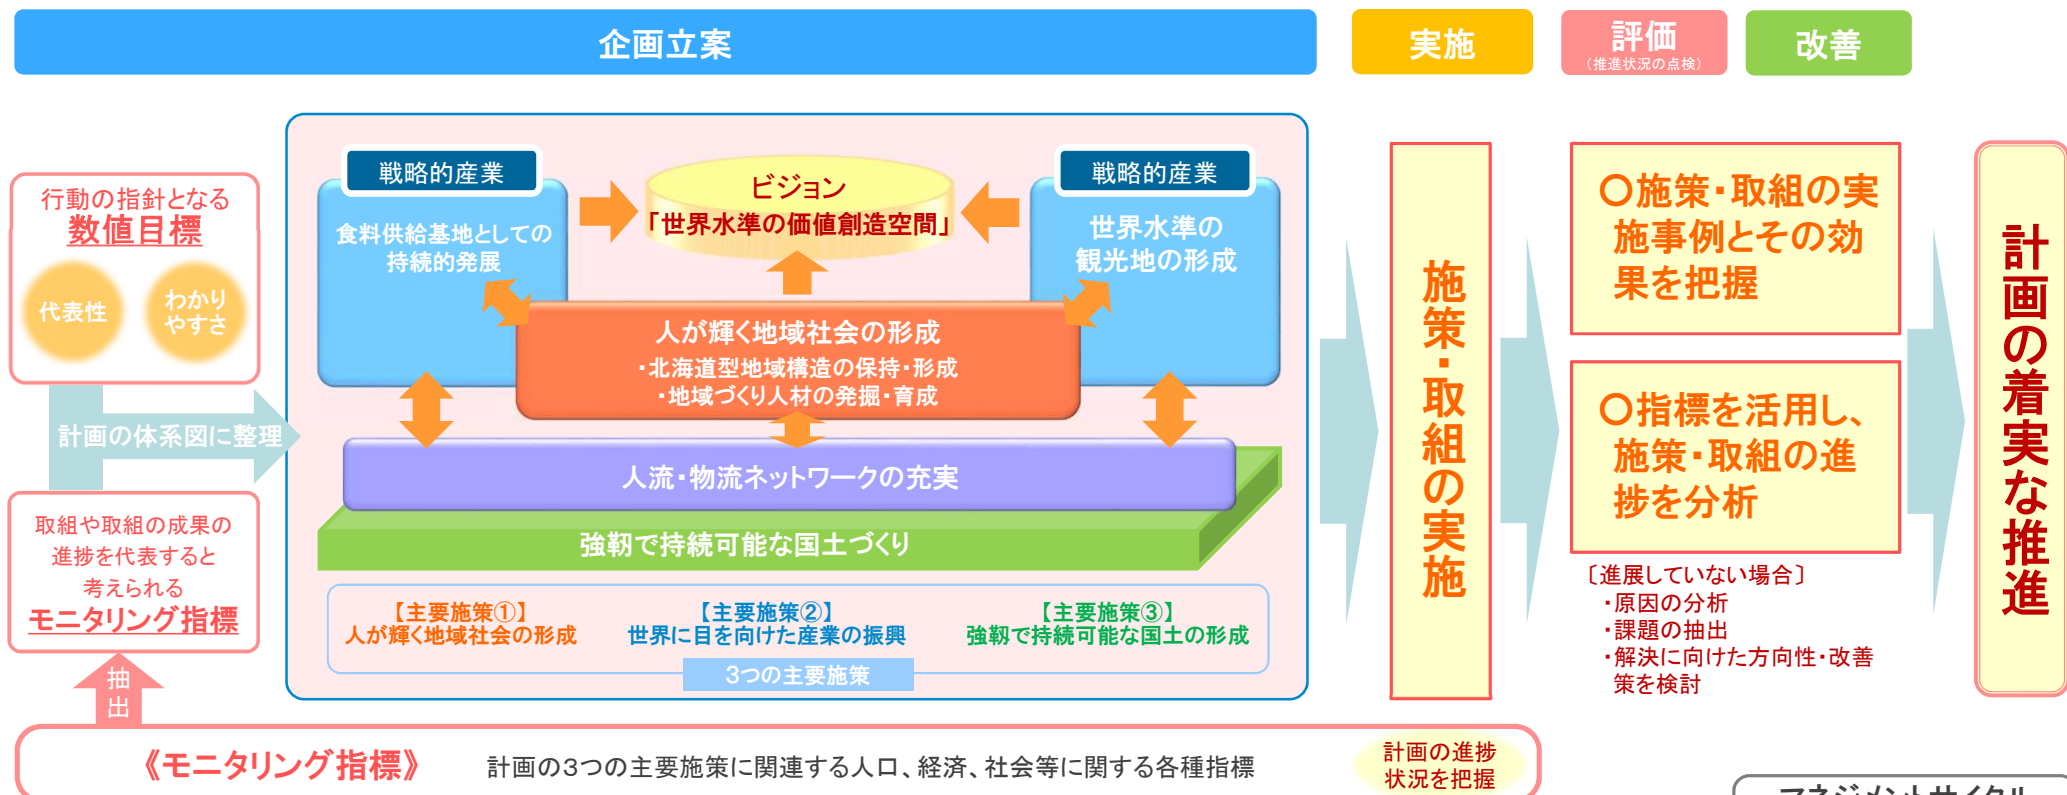 企画立案
実施
評価
(推進状況の点検)
改善
行動の指針となる
数値目標
代表性
わかり
やすさ
計画の体系図に整理
取組や取組の成果の
進捗を代表すると
考えられる
モニタリング指標
抽
出
戦略的産業
食料供給基地としての
持続的発展
ビジョン
「世界水準の価値創造空間」
戦略的産業
世界水準の
観光地の形成
人が輝く地域社会の形成
・北海道型地域構造の保持・形成
・地域づくり人材の発掘・育成
人流・物流ネットワークの充実
強靭で持続可能な国土づくり
【主要施策①】
人が輝く地域社会の形成
【主要施策②】
世界に目を向けた産業の振興
【主要施策③】
強靭で持続可能な国土の形成
3つの主要施策
施策・取組の実施
○施策・取組の実
施事例とその効
果を把握
○指標を活用し、
施策・取組の進
捗を分析
〔進展していない場合〕
・原因の分析
・課題の抽出
・解決に向けた方向性・改善
策を検討
計画の着実な推進
《モニタリング指標》
計画の3つの主要施策に関連する人口、経済、社会等に関する各種指標
計画の進捗
状況を把握
マネジメントサイクル